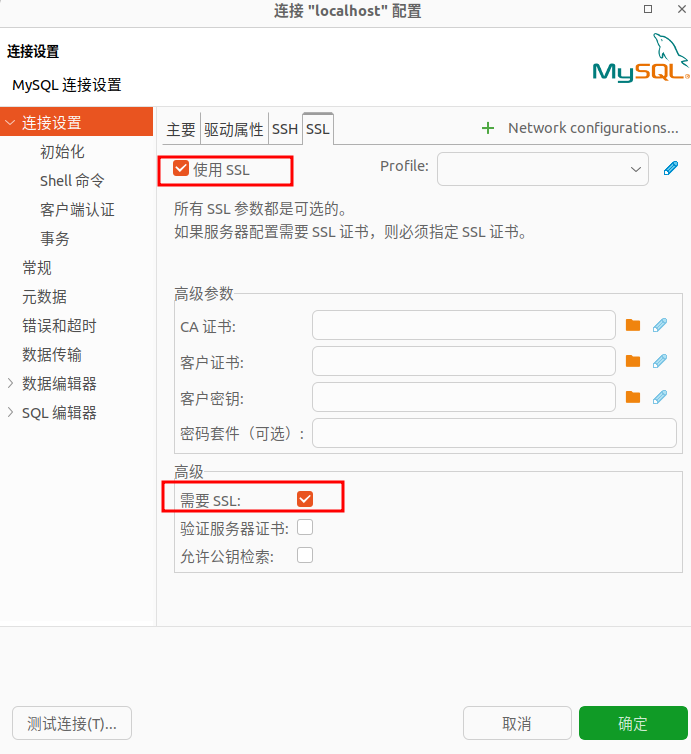 连接 "localhost" 配置
连接设置
MySQL 连接设置
MySQL®
连接设置
初始化
Shell 命令
客户端认证
事务
常规
元数据
错误和超时
数据传输
数据编辑器
SQL 编辑器
主要 驱动属性 SSH SSL
Network configurations...
使用 SSL
Profile:
所有 SSL 参数都是可选的。
如果服务器配置需要 SSL 证书，则必须指定 SSL 证书。
高级参数
CA 证书:
客户证书:
客户密钥:
密码套件（可选）:
高级
需要 SSL:
验证服务器证书:
允许公钥检索:
测试连接(T)...
取消
确定